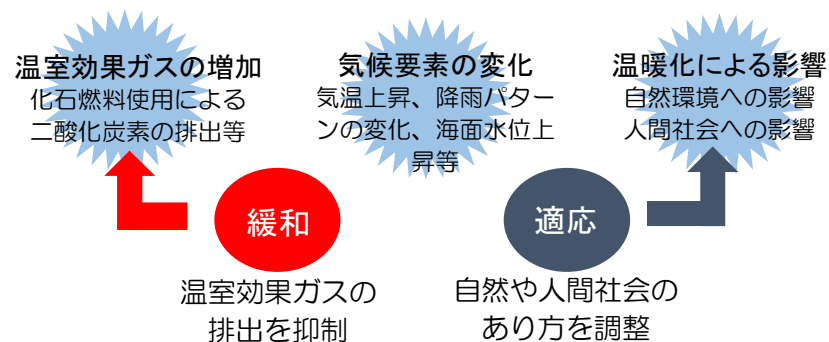 温室効果ガスの増加
化石燃料使用による
二酸化炭素の排出等
気候要素の変化
気温上昇、降雨パター
ンの変化、海面水位上
昇等
温暖化による影響
自然環境への影響
人間社会への影響
緩和
適応
温室効果ガスの
排出を抑制
自然や人間社会の
あり方を調整